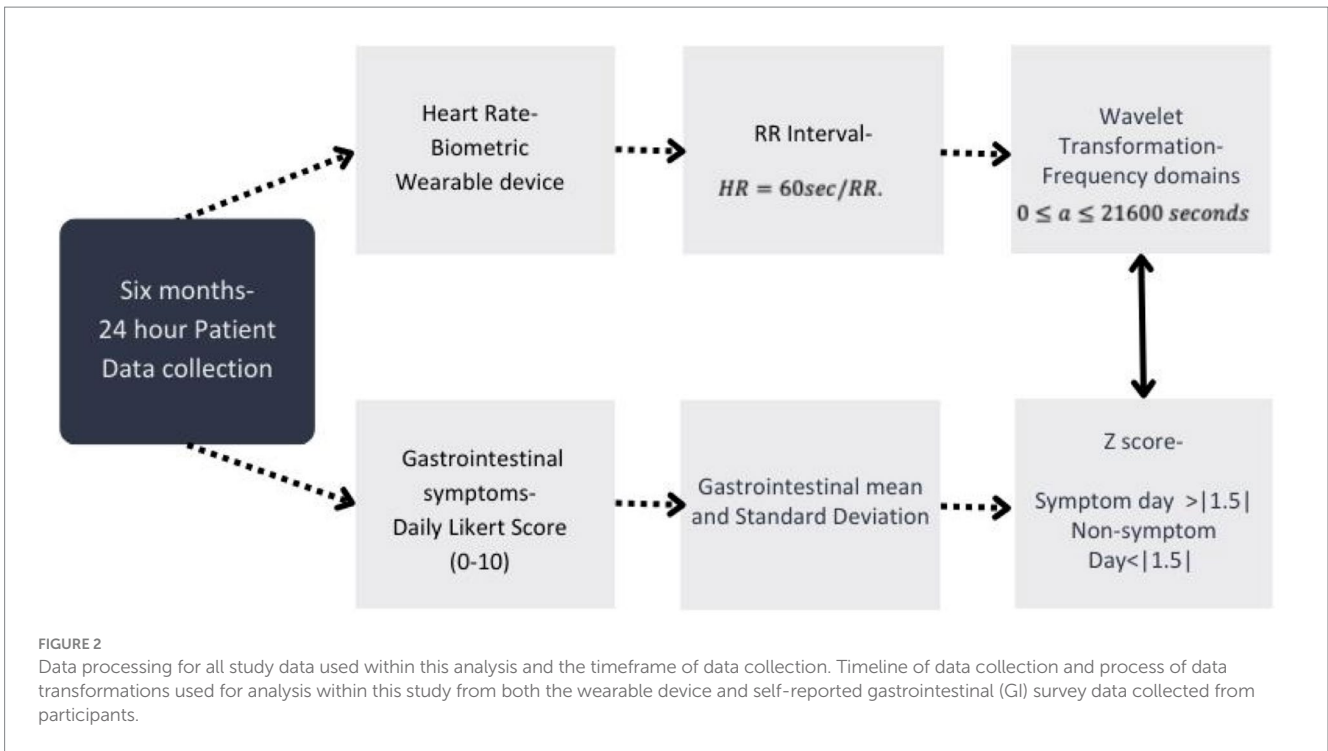 Six months-
24 hour Patient
Data collection
Heart Rate-
Biometric
Wearable device
RR Interval-
HR = 60sec/RR.
Wavelet
Transformation-
Frequency domains
0 ≤ a ≤ 21600 seconds
Gastrointestinal
symptoms-
Daily Likert Score
(0-10)
Gastrointestinal mean
and Standard Deviation
Z score-
Symptom day >|1.5|
Non-symptom
Day<|1.5|
FIGURE 2
Data processing for all study data used within this analysis and the timeframe of data collection. Timeline of data collection and process of data
transformations used for analysis within this study from both the wearable device and self-reported gastrointestinal (GI) survey data collected from
participants.